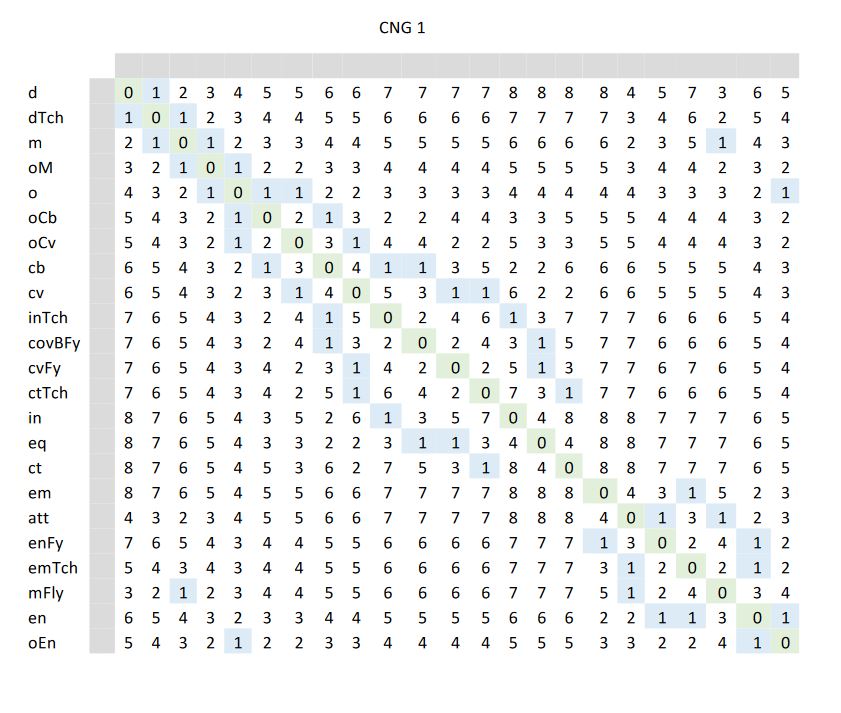 CNG 1
d 0 1 2 3 4 5 5 6 6 7 7 7 7 8 8 8 8 4 5 7 3 6 5
dTch 1 0 1 2 3 4 4 5 5 6 6 6 6 7 7 7 7 3 4 6 2 5 4
m 2 1 0 1 2 3 3 4 4 5 5 5 5 6 6 6 6 2 3 5 1 4 3
oM 3 2 1 0 1 2 2 3 3 4 4 4 4 5 5 5 5 3 4 4 2 3 2
o 4 3 2 1 0 1 1 2 2 3 3 3 3 4 4 4 4 4 3 3 3 2 1
oCb 5 4 3 2 1 0 2 1 3 2 2 4 4 3 3 5 5 5 4 4 4 3 2
oCv 5 4 3 2 1 2 0 3 1 4 4 2 2 5 3 3 5 5 4 4 4 3 2
cb 6 5 4 3 2 1 3 0 4 1 1 3 5 2 2 6 6 6 5 5 5 4 3
cv 6 5 4 3 2 3 1 4 0 5 3 1 1 6 2 2 6 6 5 5 5 4 3
inTch 7 6 5 4 3 2 4 1 5 0 2 4 6 1 3 7 7 7 6 6 6 5 4
covBFy 7 6 5 4 3 2 4 1 3 2 0 2 4 3 1 5 7 7 6 6 6 5 4
cvFy 7 6 5 4 3 4 2 3 1 4 2 0 2 5 1 3 7 7 6 7 6 5 4
ctTch 7 6 5 4 3 4 2 5 1 6 4 2 0 7 3 1 7 7 6 6 6 5 4
in 8 7 6 5 4 3 5 2 6 1 3 5 7 0 4 8 8 8 7 7 7 6 5
eq 8 7 6 5 4 3 3 2 2 3 1 1 3 4 0 4 8 8 7 7 7 6 5
ct 8 7 6 5 4 5 3 6 2 7 5 3 1 8 4 0 8 8 7 7 7 6 5
em 8 7 6 5 4 5 5 6 6 7 7 7 7 8 8 8 0 4 3 1 5 2 3
att 4 3 2 3 4 5 5 6 6 7 7 7 7 8 8 8 4 0 1 3 1 2 3
enFy 7 6 5 4 3 4 4 5 5 6 6 6 6 7 7 7 1 3 0 2 4 1 2
emTch 5 4 3 4 3 4 4 5 5 6 6 6 6 7 7 7 3 1 2 0 2 1 2
mFly 3 2 1 2 3 4 4 5 5 6 6 6 6 7 7 7 5 1 2 4 0 3 4
en 6 5 4 3 2 3 3 4 4 5 5 5 5 6 6 6 2 2 1 1 3 0 1
oEn 5 4 3 2 1 2 2 3 3 4 4 4 4 5 5 5 3 3 2 2 4 1 0